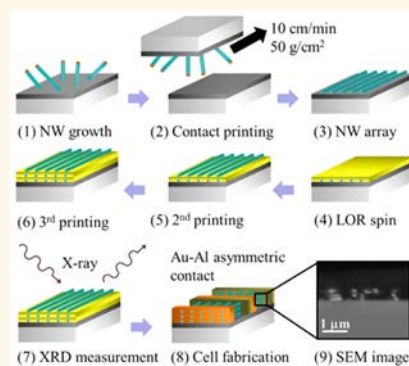 10 cm/min
50 g/cm²
(1) NW growth
(2) Contact printing
(3) NW array
(6) 3rd printing
(5) 2nd printing
(4) LOR spin
X-ray
Au-Al asymmetric
contact
1 μm
(7) XRD measurement
(8) Cell fabrication
(9) SEM image